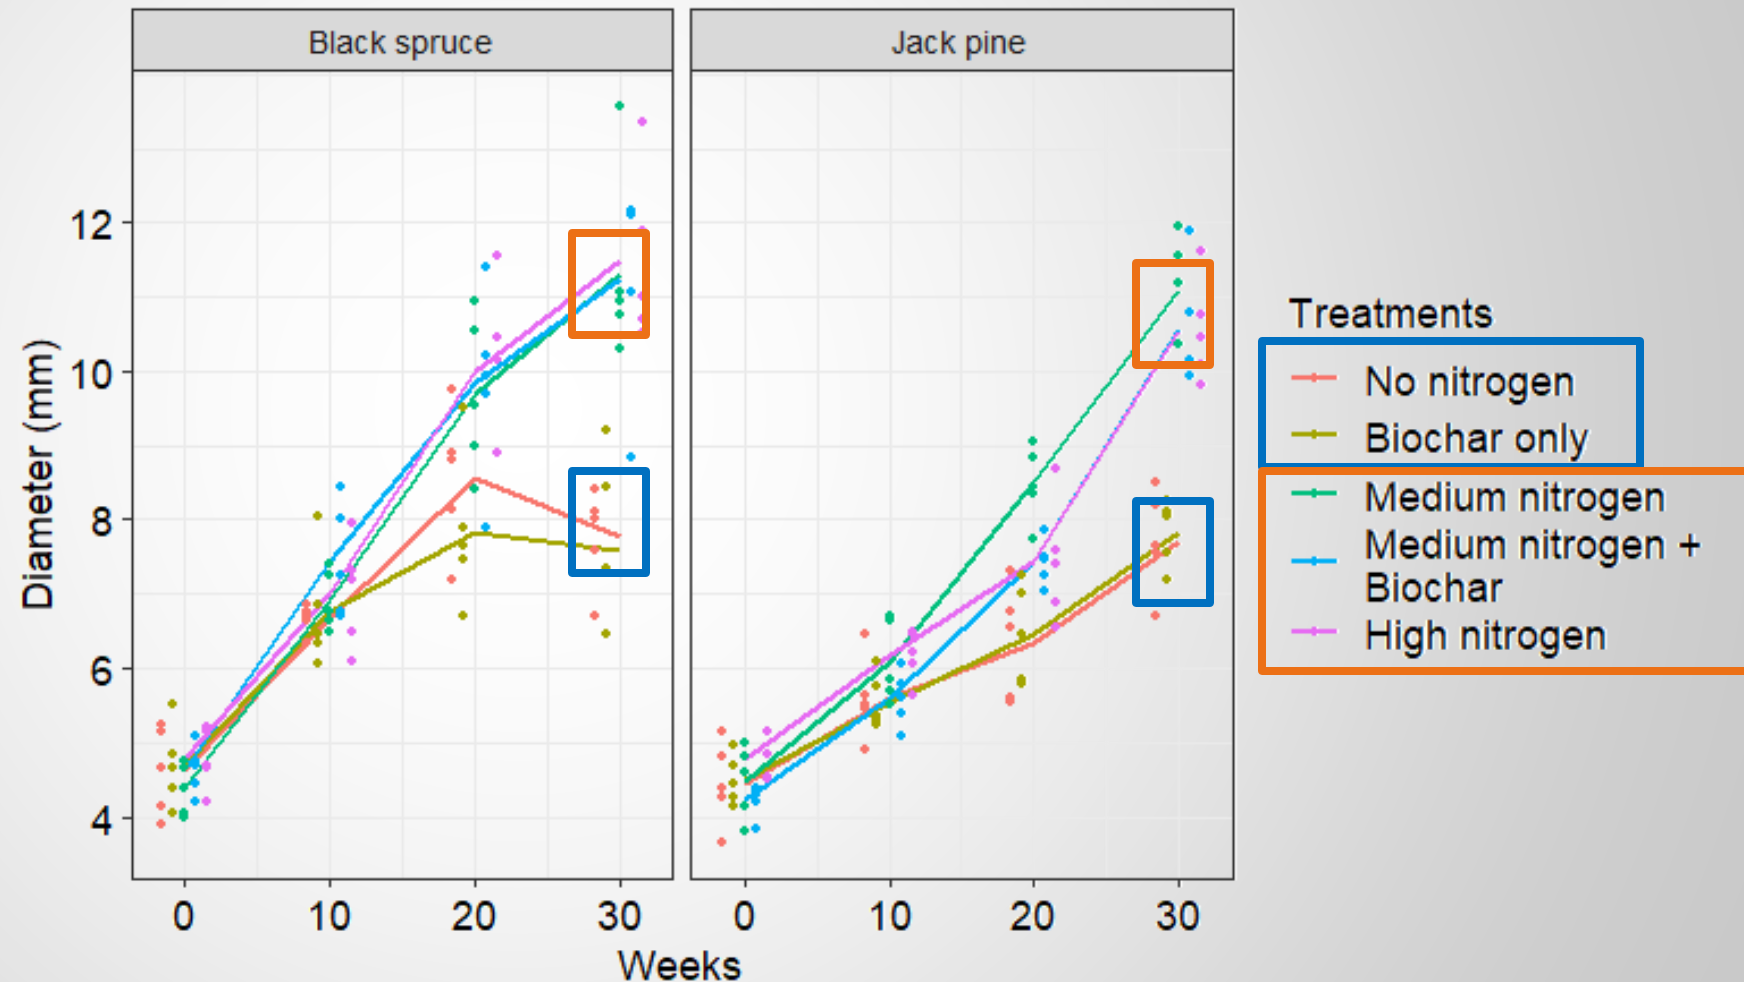 Black spruce
Jack pine
Diameter (mm)
12
10
8
6
4
0
10
20
30
0
10
20
30
Weeks
Treatments
No nitrogen
Biochar only
Medium nitrogen
Medium nitrogen +
Biochar
High nitrogen